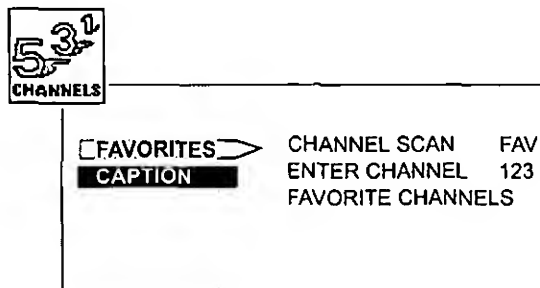 5 3 1
CHANNELS
FAVORITES CHANNEL SCAN FAV
CAPTION ENTER CHANNEL 123
FAVORITE CHANNELS